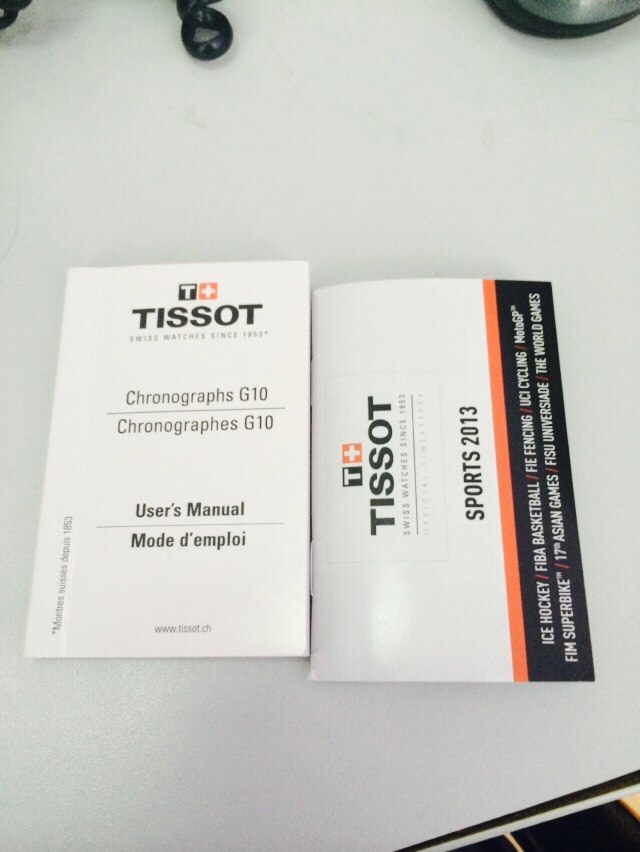 T+
TISSOT
SWISS WATCHES SINCE 1853*
Chronographs G10
Chronographes G10
User's Manual
Mode d'emploi
*Montres suisses depuis 1853
www.tissot.ch
T+
TISSOT
SWISS WATCHES SINCE 1853
OFFICIAL TIMEKEEPER
SPORTS 2013
ICE HOCKEY / FIBA BASKETBALL / FIE FENCING / UCI CYCLING / MotoGP™
FIM SUPERBIKE™ / 17th ASIAN GAMES / FISU UNIVERSIADE / THE WORLD GAMES